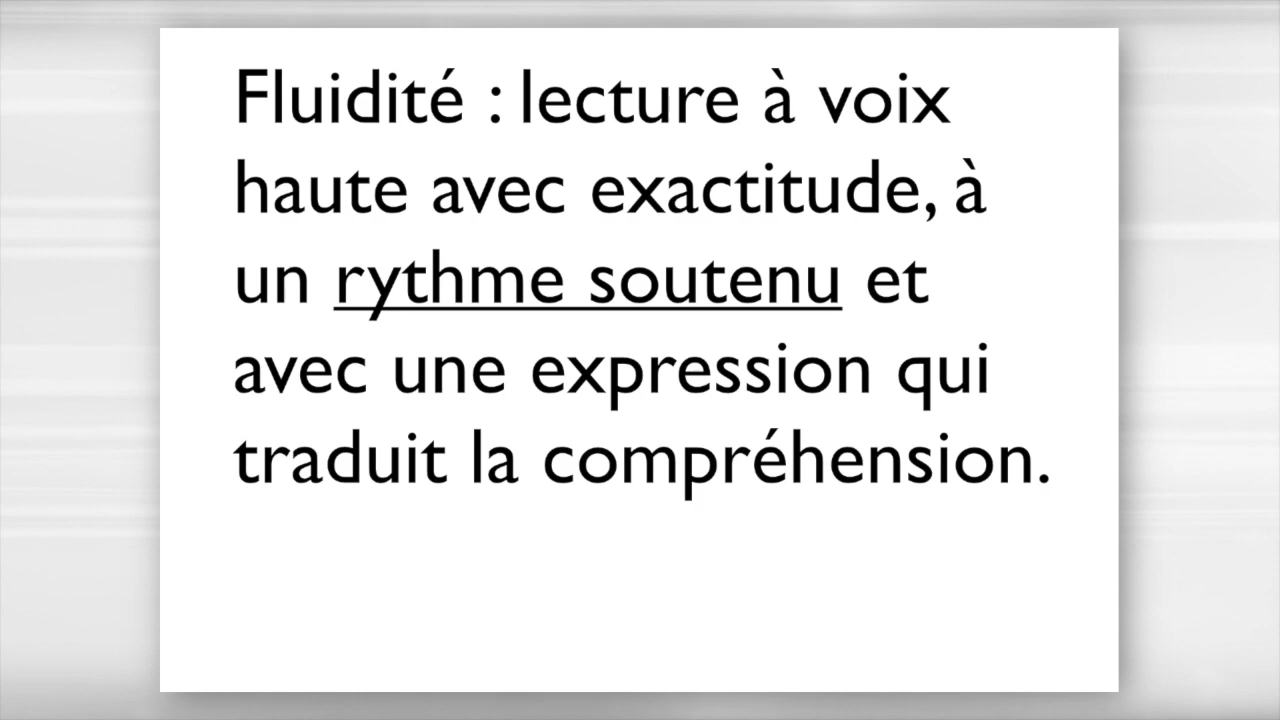 Fluidité : lecture à voix
haute avec exactitude, à
un rythme soutenu et
avec une expression qui
traduit la compréhension.